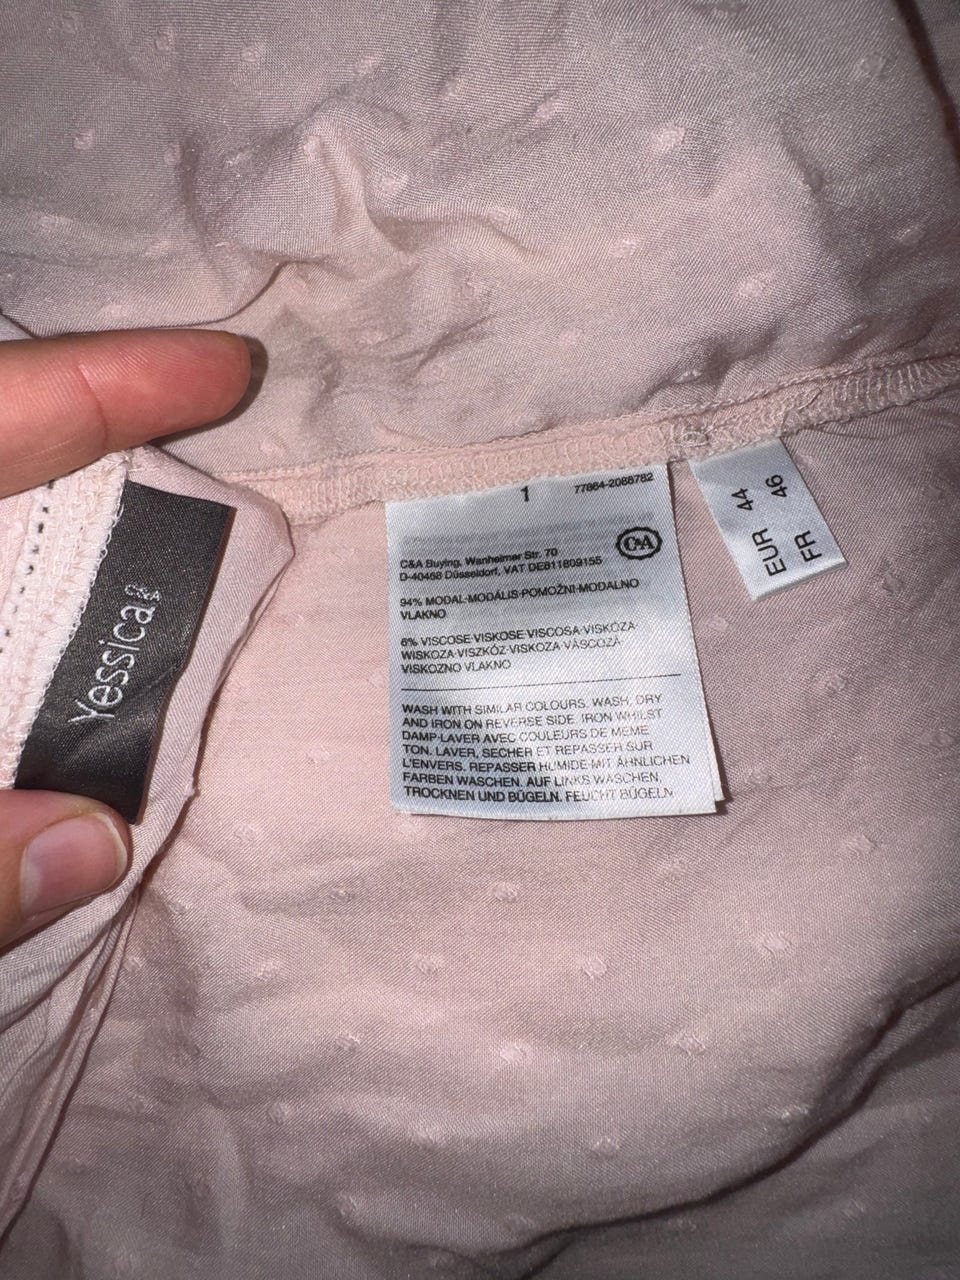 Yessica C&A
1
77864-2088782
C&A Buying, Wanheimer Str. 70
D-40468 Düsseldorf, VAT DE811809155
C&A
94% MODAL·MODÁLIS·POMOŽNI·MODALNO
VLAKNO
6% VISCOSE·VISKOSE·VISCOSA·VISKÓZA
WISKOZA·VISZKÓZ·VISKOZA·VÂSCOZĂ
VISKOZNO VLAKNO
WASH WITH SIMILAR COLOURS. WASH, DRY
AND IRON ON REVERSE SIDE. IRON WHILST
DAMP·LAVER AVEC COULEURS DE MEME
TON. LAVER, SECHER ET REPASSER SUR
L'ENVERS. REPASSER HUMIDE·MIT ÄHNLICHEN
FARBEN WASCHEN. AUF LINKS WASCHEN,
TROCKNEN UND BÜGELN. FEUCHT BÜGELN
EUR 44
FR 46